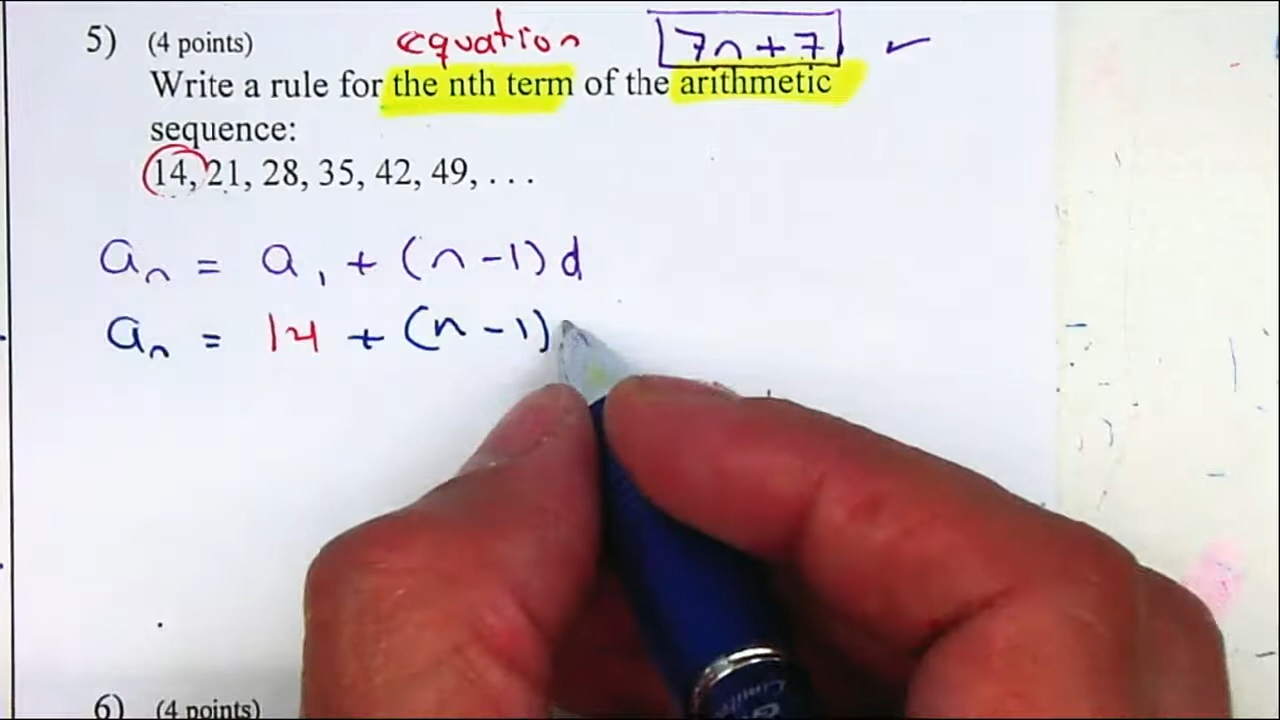 5) (4 points) equation 7n+7
Write a rule for the nth term of the arithmetic
sequence:
14, 21, 28, 35, 42, 49, . . .
aₙ = a₁ + (n-1)d
aₙ = 14 + (n-1)
6) (4 points)